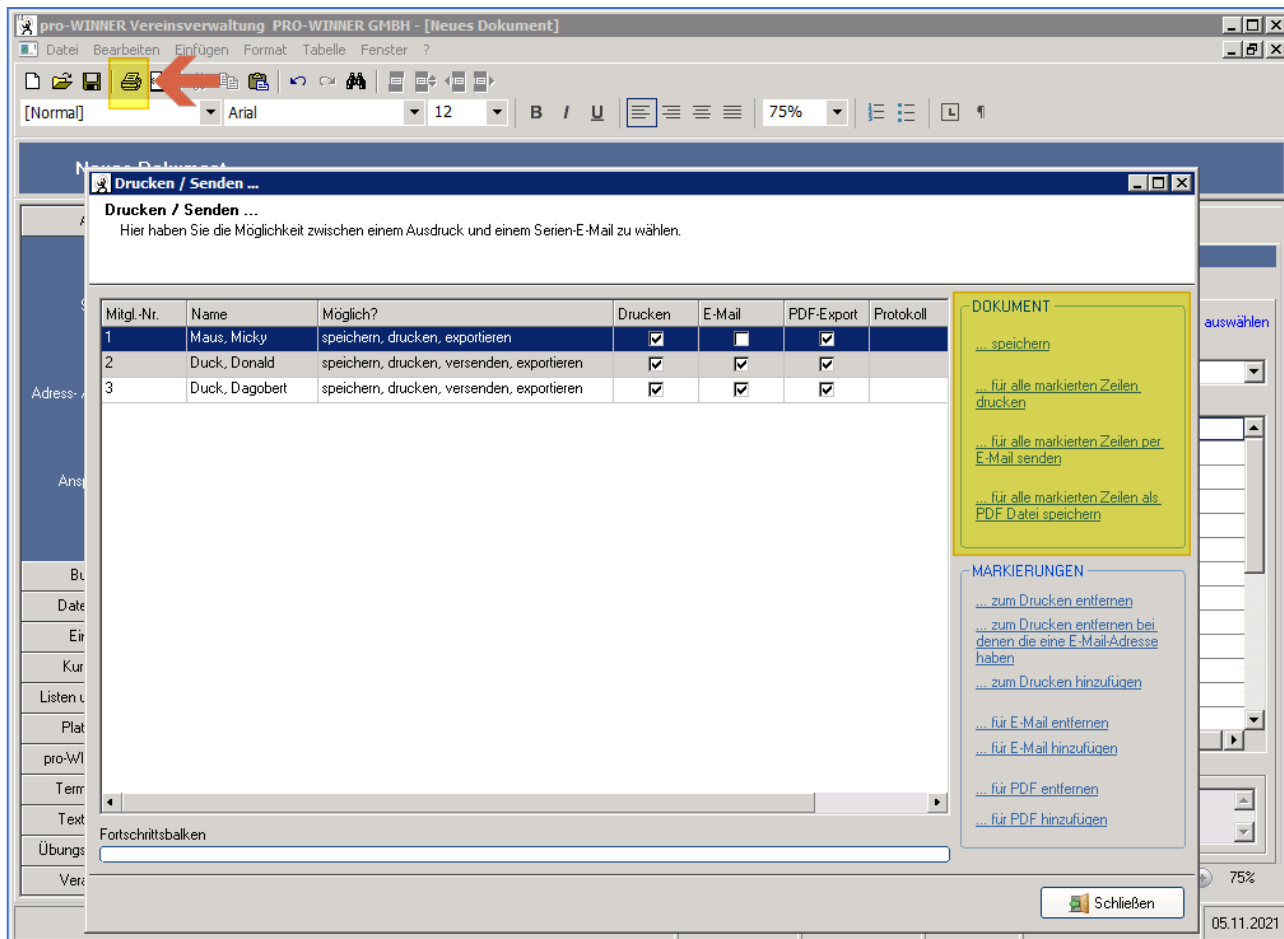 pro-WINNER Vereinsverwaltung PRO-WINNER GMBH - [Neues Dokument]
Datei Bearbeiten Einfügen Format Tabelle Fenster ?
[Normal] Arial 12 B I U 75% L ¶
Neues Dokument
Drucken / Senden ...
Drucken / Senden ...
Hier haben Sie die Möglichkeit zwischen einem Ausdruck und einem Serien-E-Mail zu wählen.
Mitgl.-Nr. Name Möglich? Drucken E-Mail PDF-Export Protokoll
1 Maus, Micky speichern, drucken, exportieren
2 Duck, Donald speichern, drucken, versenden, exportieren
3 Duck, Dagobert speichern, drucken, versenden, exportieren
DOKUMENT
... speichern
... für alle markierten Zeilen
drucken
... für alle markierten Zeilen per
E-Mail senden
... für alle markierten Zeilen als
PDF Datei speichern
MARKIERUNGEN
... zum Drucken entfernen
... zum Drucken entfernen bei
denen die eine E-Mail-Adresse
haben
... zum Drucken hinzufügen
... für E-Mail entfernen
... für E-Mail hinzufügen
... für PDF entfernen
... für PDF hinzufügen
Fortschrittsbalken
Schließen
auswählen
Adress-
Listen
75%
05.11.2021